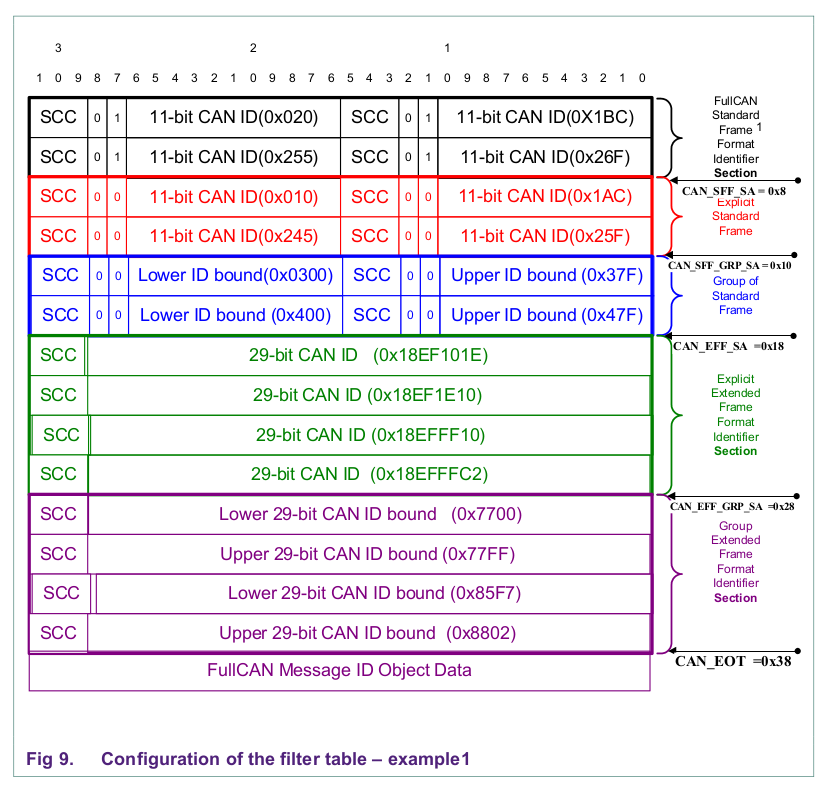 3 2 1
1 0 9 8 7 6 5 4 3 2 1 0 9 8 7 6 5 4 3 2 1 0 9 8 7 6 5 4 3 2 1 0
SCC 0 1 11-bit CAN ID(0x020) SCC 0 1 11-bit CAN ID(0X1BC)
SCC 0 1 11-bit CAN ID(0x255) SCC 0 1 11-bit CAN ID(0x26F)
FullCAN
Standard
Frame 1
Format
Identifier
Section
CAN_SFF_SA = 0x8
SCC 0 0 11-bit CAN ID(0x010) SCC 0 0 11-bit CAN ID(0x1AC)
SCC 0 0 11-bit CAN ID(0x245) SCC 0 0 11-bit CAN ID(0x25F)
Explicit
Standard
Frame
CAN_SFF_GRP_SA = 0x10
SCC 0 0 Lower ID bound(0x0300) SCC 0 0 Upper ID bound (0x37F)
SCC 0 0 Lower ID bound (0x400) SCC 0 0 Upper ID bound (0x47F)
Group of
Standard
Frame
CAN_EFF_SA =0x18
SCC 29-bit CAN ID (0x18EF101E)
SCC 29-bit CAN ID (0x18EF1E10)
SCC 29-bit CAN ID (0x18EFFF10)
SCC 29-bit CAN ID (0x18EFFFC2)
Explicit
Extended
Frame
Format
Identifier
Section
CAN_EFF_GRP_SA =0x28
SCC Lower 29-bit CAN ID bound (0x7700)
SCC Upper 29-bit CAN ID bound (0x77FF)
SCC Lower 29-bit CAN ID bound (0x85F7)
SCC Upper 29-bit CAN ID bound (0x8802)
Group
Extended
Frame
Format
Identifier
Section
CAN_EOT =0x38
FullCAN Message ID Object Data
Fig 9. Configuration of the filter table – example1